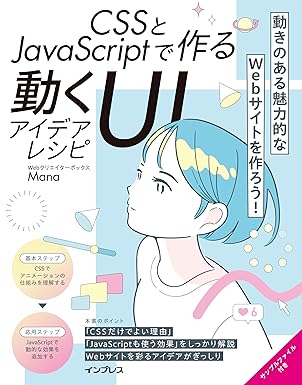 CSSと
JavaScriptで作る
動くUI
アイデア
レシピ
Webクリエイターボックス
Mana
動きのある魅力的な
Webサイトを作ろう！
基本ステップ
CSSで
アニメーションの
仕組みを理解する
応用ステップ
JavaScriptで
動的な効果を
追加する
本書のポイント
「CSSだけでよい理由」
「JavaScriptも使う効果」をしっかり解説
Webサイトを彩るアイデアがぎっしり
インプレス
6
サンプルファイル
付き